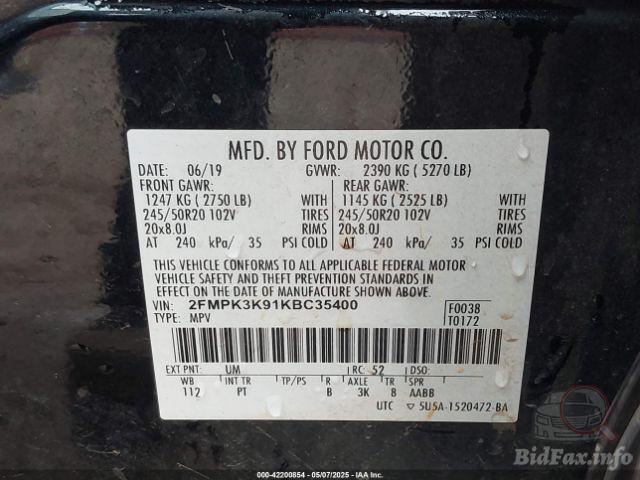 MFD. BY FORD MOTOR CO.
DATE: 06/19 GVWR: 2390 KG ( 5270 LB)
FRONT GAWR: REAR GAWR:
1247 KG ( 2750 LB) WITH 1145 KG ( 2525 LB) WITH
245/50R20 102V TIRES 245/50R20 102V TIRES
20x8.0J RIMS 20x8.0J RIMS
AT 240 kPa/ 35 PSI COLD AT 240 kPa/ 35 PSI COLD
THIS VEHICLE CONFORMS TO ALL APPLICABLE FEDERAL MOTOR
VEHICLE SAFETY AND THEFT PREVENTION STANDARDS IN
EFFECT ON THE DATE OF MANUFACTURE SHOWN ABOVE.
VIN: 2FMPK3K91KBC35400 F0038
TYPE: MPV T0172
EXT PNT: UM RC: 52 DSO:
WB INT TR TP/PS R AXLE TR SPR
112 PT B 3K 8 AABB
UTC ▽ 5U5A-1520472-BA
BidFax.info
000-42200854 - 05/07/2025 - IAA Inc.